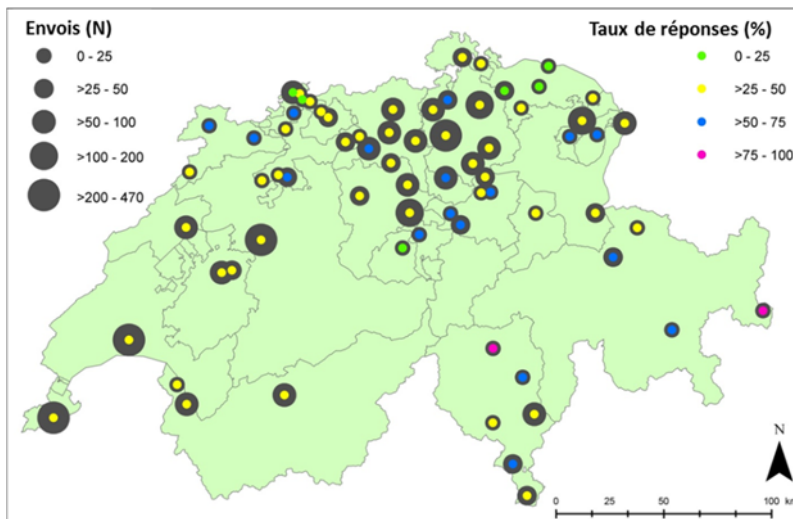 Envois (N)
0 - 25
>25 - 50
>50 - 100
>100 - 200
>200 - 470
Taux de réponses (%)
0 - 25
>25 - 50
>50 - 75
>75 - 100
N
0 25 50 100 km